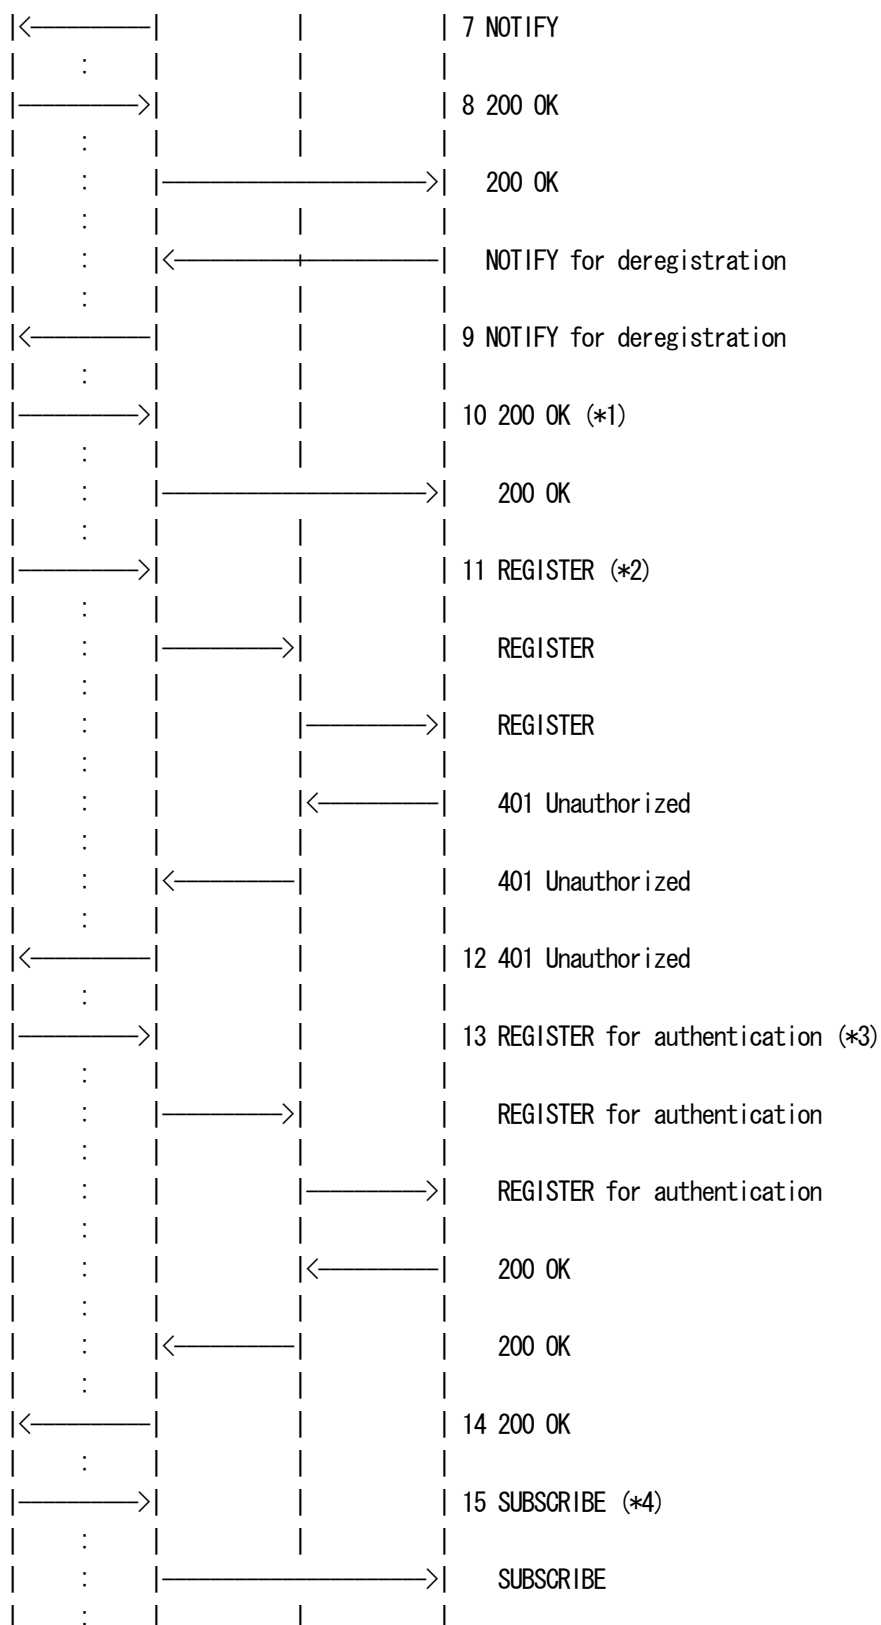 |<----------| | | 7 NOTIFY
| : | | |
|---------->| | | 8 200 OK
| : | | |
| : |---------------------->| 200 OK
| : | | |
| : |<----------+-----------| NOTIFY for deregistration
| : | | |
|<----------| | | 9 NOTIFY for deregistration
| : | | |
|---------->| | | 10 200 OK (*1)
| : | | |
| : |---------------------->| 200 OK
| : | | |
|---------->| | | 11 REGISTER (*2)
| : | | |
| : |---------->| | REGISTER
| : | | |
| : | |---------->| REGISTER
| : | | |
| : | |<----------| 401 Unauthorized
| : | | |
| : |<----------| | 401 Unauthorized
| : | | |
|<----------| | | 12 401 Unauthorized
| : | | |
|---------->| | | 13 REGISTER for authentication (*3)
| : | | |
| : |---------->| | REGISTER for authentication
| : | | |
| : | |---------->| REGISTER for authentication
| : | | |
| : | |<----------| 200 OK
| : | | |
| : |<----------| | 200 OK
| : | | |
|<----------| | | 14 200 OK
| : | | |
|---------->| | | 15 SUBSCRIBE (*4)
| : | | |
| : |---------------------->| SUBSCRIBE
| : | | |